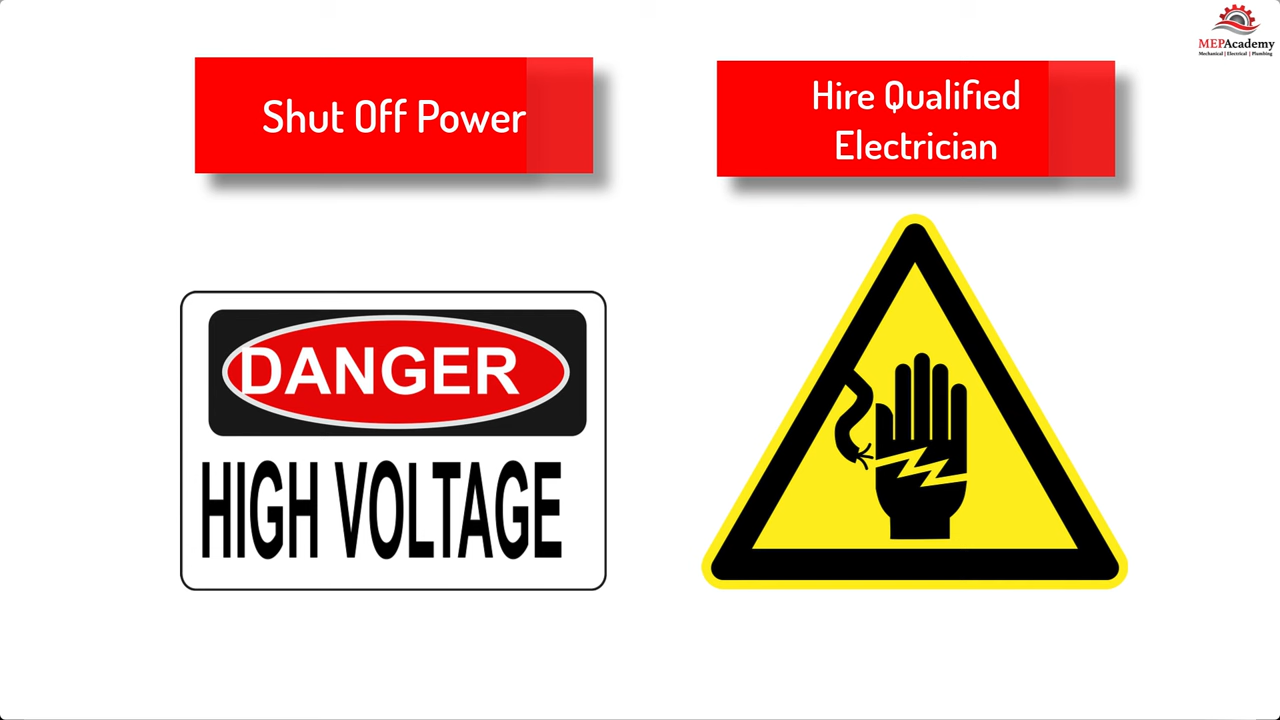 MEPAcademy
Mechanical | Electrical | Plumbing
Shut Off Power
Hire Qualified
Electrician
DANGER
HIGH VOLTAGE